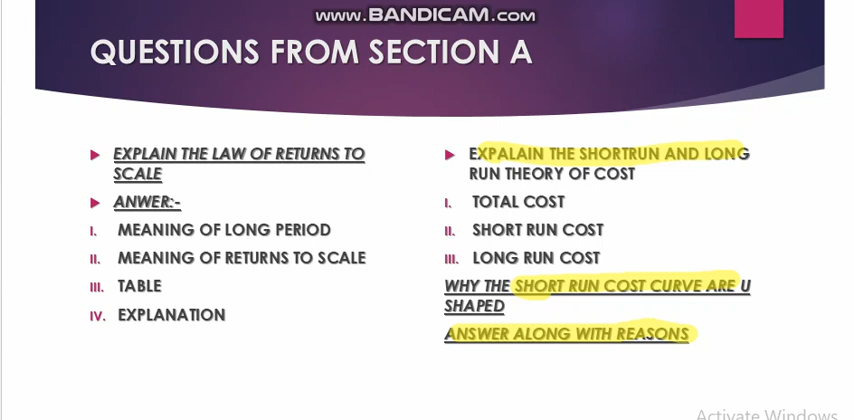 www.BANDICAM.com
QUESTIONS FROM SECTION A
EXPLAIN THE LAW OF RETURNS TO
SCALE
ANWER:-
I. MEANING OF LONG PERIOD
II. MEANING OF RETURNS TO SCALE
III. TABLE
IV. EXPLANATION
EXPALAIN THE SHORTRUN AND LONG
RUN THEORY OF COST
I. TOTAL COST
II. SHORT RUN COST
III. LONG RUN COST
WHY THE SHORT RUN COST CURVE ARE U
SHAPED
ANSWER ALONG WITH REASONS
Activate Windows